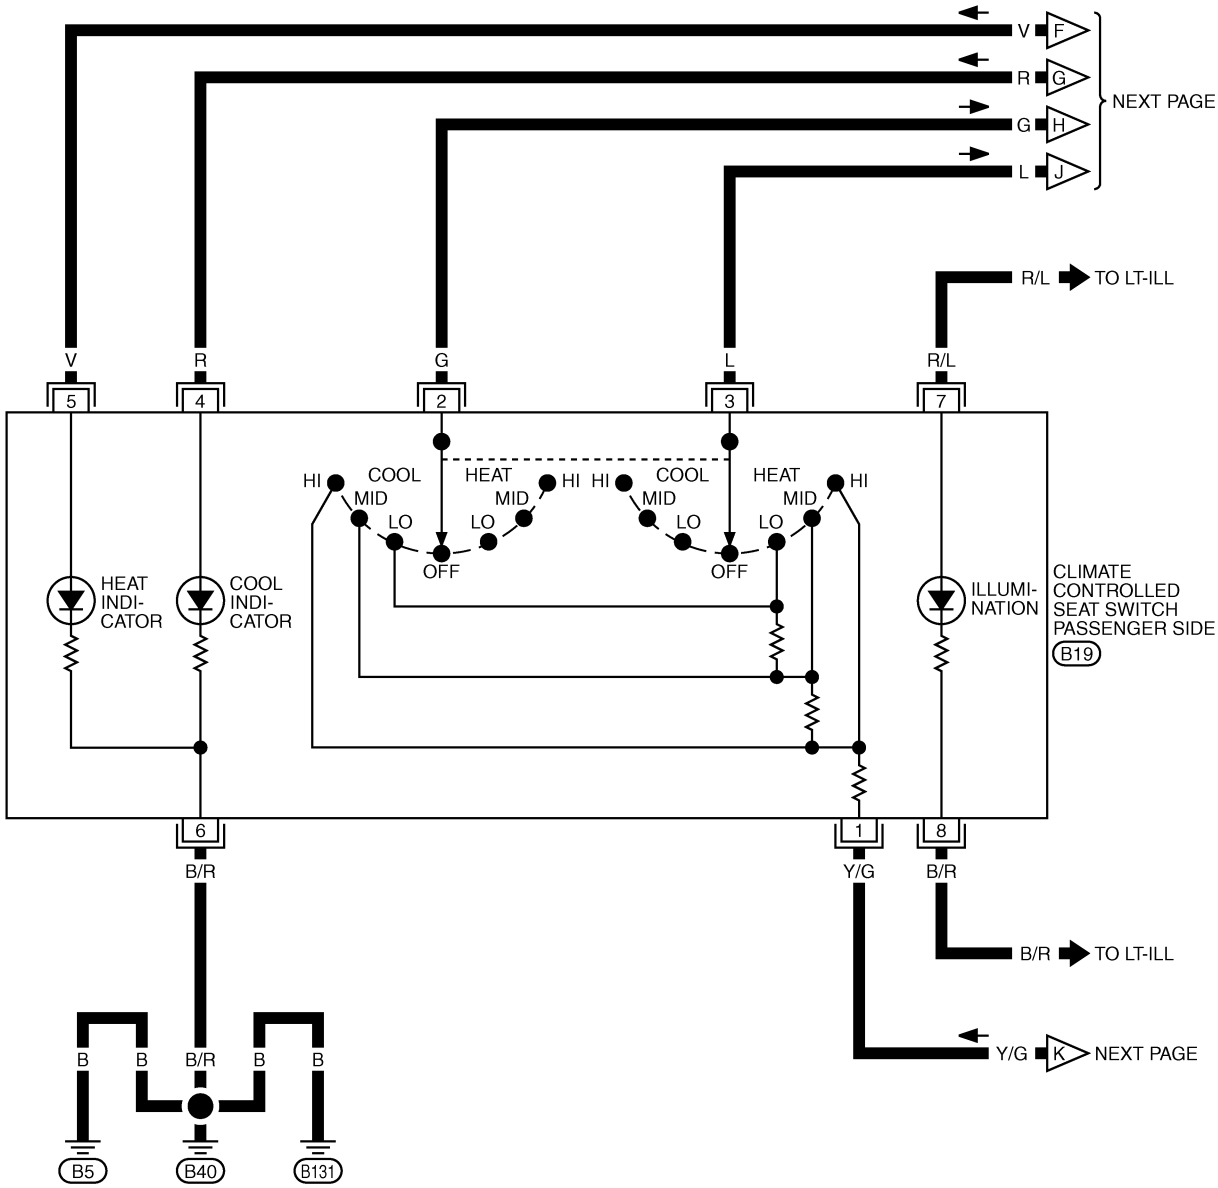 V F
R G
NEXT PAGE
G H
L J
R/L TO LT-ILL
V R G L R/L
5 4 2 3 7
HI COOL HEAT HI HI COOL HEAT HI
MID MID MID MID
LO LO LO LO
OFF OFF
HEAT
INDI-
CATOR
COOL
INDI-
CATOR
ILLUMI-
NATION
CLIMATE
CONTROLLED
SEAT SWITCH
PASSENGER SIDE
B19
6 1 8
B/R Y/G B/R
B/R TO LT-ILL
Y/G K NEXT PAGE
B B B/R B B
B5 B40 B131